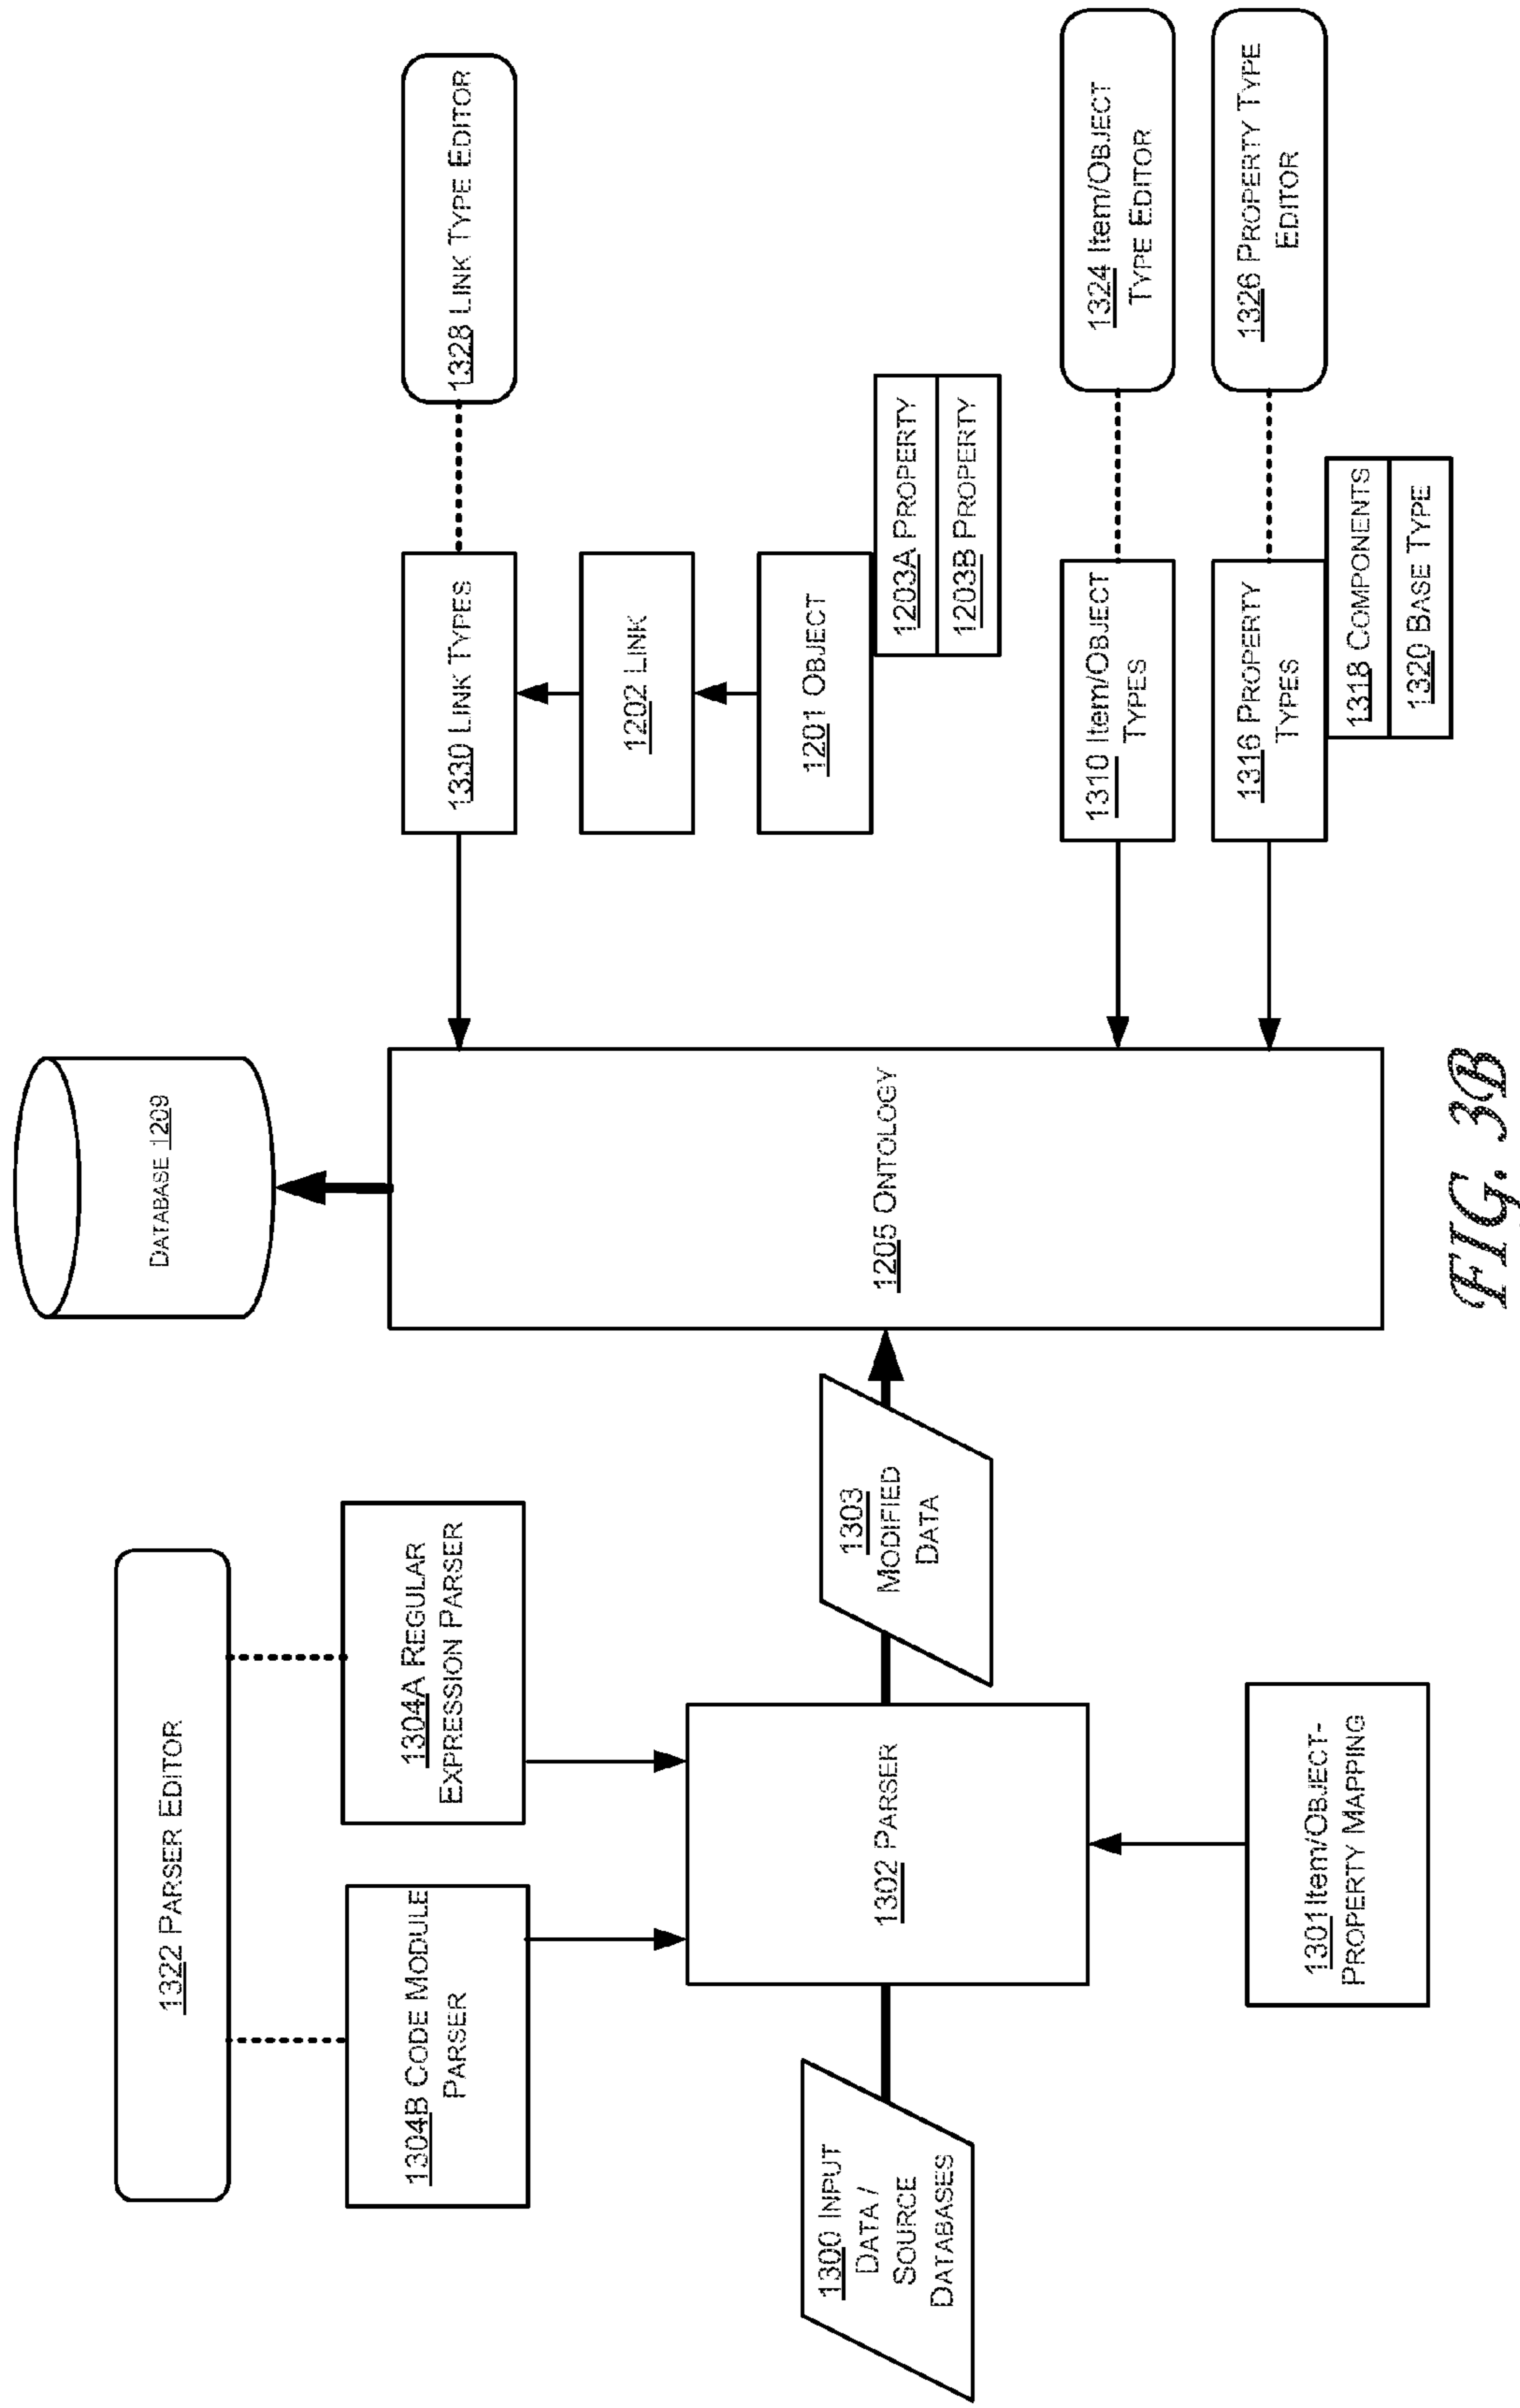 DATABASE 1209
1322 PARSER EDITOR
1304B CODE MODULE
PARSER
1304A REGULAR
EXPRESSION PARSER
1330 LINK TYPES
1328 LINK TYPE EDITOR
1202 LINK
1201 OBJECT
1203A PROPERTY
1203B PROPERTY
1300 INPUT
DATA /
SOURCE
DATABASES
1302 PARSER
1303
MODIFIED
DATA
1205 ONTOLOGY
1310 Item/OBJECT
TYPES
1324 Item/OBJECT
TYPE EDITOR
1316 PROPERTY
TYPES
1326 PROPERTY TYPE
EDITOR
1318 COMPONENTS
1320 BASE TYPE
1301 Item/OBJECT-
PROPERTY MAPPING
FIG. 3B